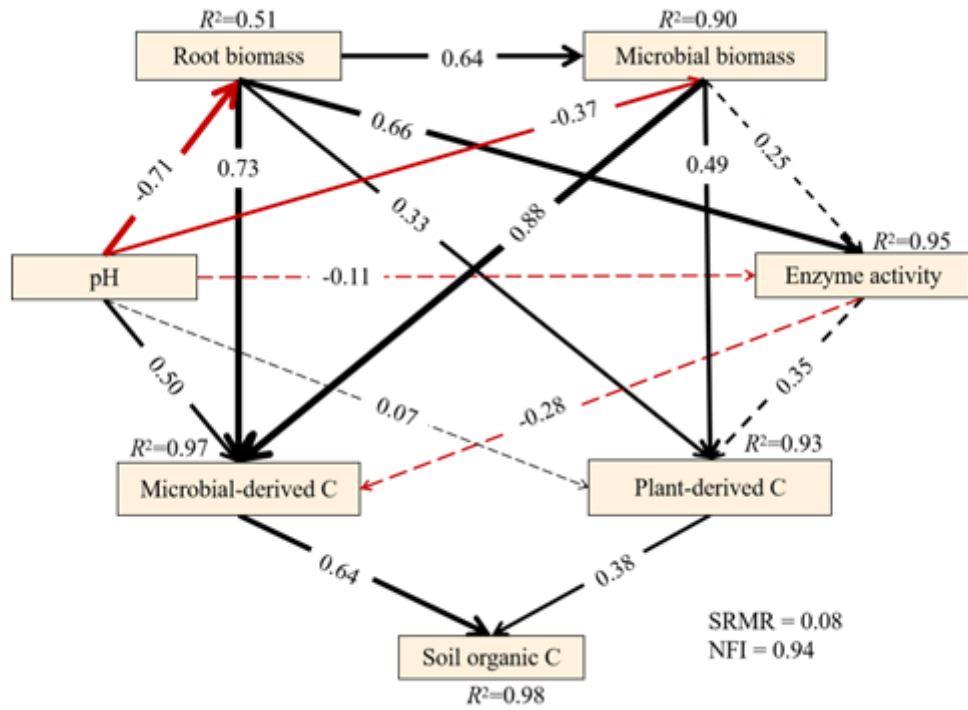 R²=0.51
R²=0.90
Root biomass
0.64
Microbial biomass
-0.37
0.66
0.25
-0.71
0.73
0.49
0.33
0.88
R²=0.95
pH
-0.11
Enzyme activity
0.50
0.07
-0.28
0.35
R²=0.97
R²=0.93
Microbial-derived C
Plant-derived C
0.64
0.38
SRMR = 0.08
NFI = 0.94
Soil organic C
R²=0.98